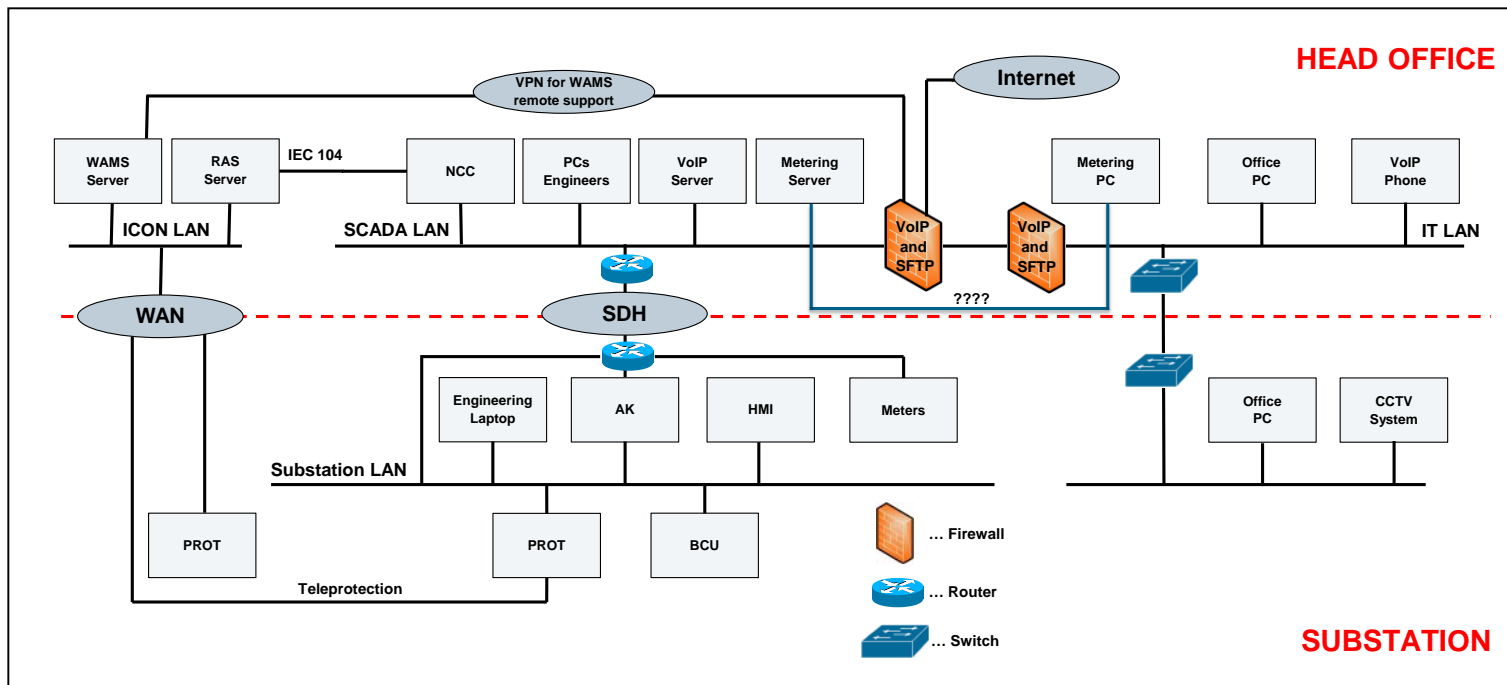 HEAD OFFICE
Internet
VPN for WAMS
remote support
WAMS
Server
RAS
Server
IEC 104
NCC
PCs
Engineers
VoIP
Server
Metering
Server
Metering
PC
Office
PC
VoIP
Phone
VoIP
and
SFTP
VoIP
and
SFTP
ICON LAN
SCADA LAN
IT LAN
????
WAN
SDH
Engineering
Laptop
AK
HMI
Meters
Office
PC
CCTV
System
Substation LAN
PROT
PROT
BCU
… Firewall
Teleprotection
… Router
… Switch
SUBSTATION